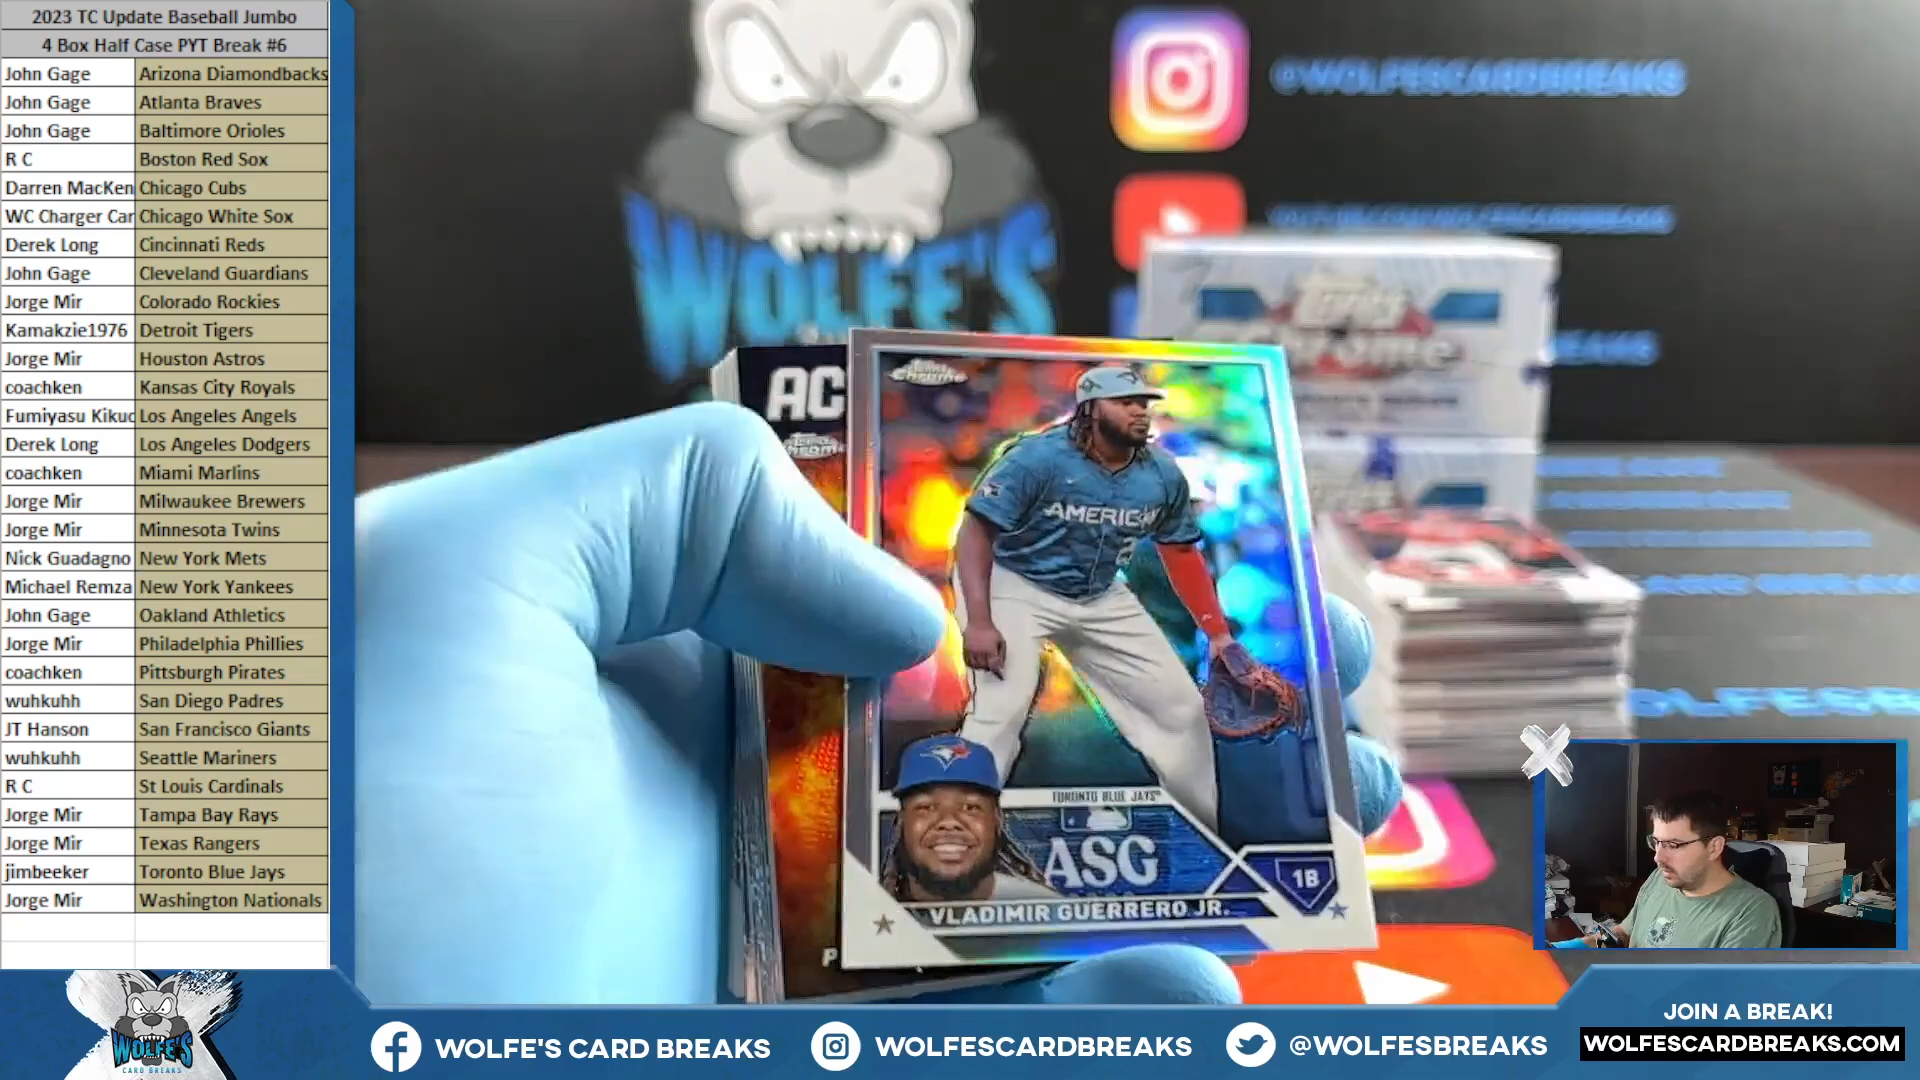 2023 TC Update Baseball Jumbo
4 Box Half Case PYT Break #6
John Gage Arizona Diamondbacks
John Gage Atlanta Braves
John Gage Baltimore Orioles
R C Boston Red Sox
Darren MacKen Chicago Cubs
WC Charger Car Chicago White Sox
Derek Long Cincinnati Reds
John Gage Cleveland Guardians
Jorge Mir Colorado Rockies
Kamakzie1976 Detroit Tigers
Jorge Mir Houston Astros
coachken Kansas City Royals
Fumiyasu Kikuc Los Angeles Angels
Derek Long Los Angeles Dodgers
coachken Miami Marlins
Jorge Mir Milwaukee Brewers
Jorge Mir Minnesota Twins
Nick Guadagno New York Mets
Michael Remza New York Yankees
John Gage Oakland Athletics
Jorge Mir Philadelphia Phillies
coachken Pittsburgh Pirates
wuhkuhh San Diego Padres
JT Hanson San Francisco Giants
wuhkuhh Seattle Mariners
R C St Louis Cardinals
Jorge Mir Tampa Bay Rays
Jorge Mir Texas Rangers
jimbeeker Toronto Blue Jays
Jorge Mir Washington Nationals
WOLFE'S
@WOLFESCARDBREAKS
Topps
Chrome
AC
Topps
Chrome
AMERICA
TORONTO BLUE JAYS
ASG
1B
VLADIMIR GUERRERO JR.
P
WOLFE'S
CARD BREAKS
WOLFE'S CARD BREAKS
WOLFESCARDBREAKS
@WOLFESBREAKS
JOIN A BREAK!
WOLFESCARDBREAKS.COM